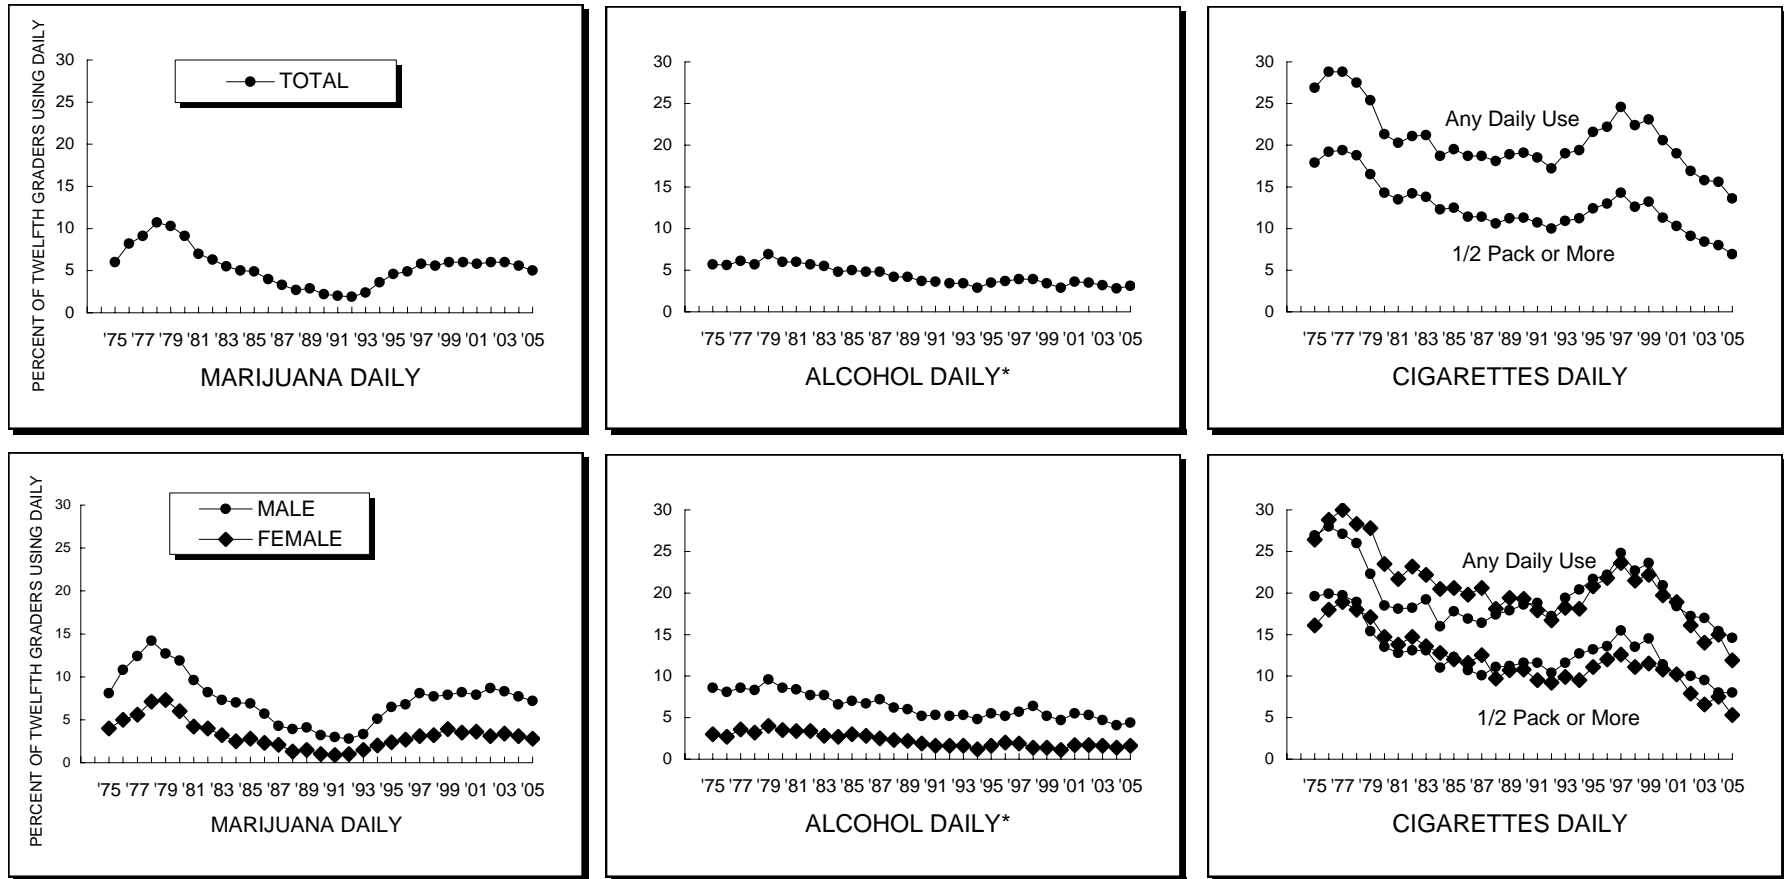 PERCENT OF TWELFTH GRADERS USING DAILY
30
25
20
15
10
5
0
TOTAL
'75 '77 '79 '81 '83 '85 '87 '89 '91 '93 '95 '97 '99 '01 '03 '05
MARIJUANA DAILY
30
25
20
15
10
5
0
'75 '77 '79 '81 '83 '85 '87 '89 '91 '93 '95 '97 '99 '01 '03 '05
ALCOHOL DAILY*
30
25
20
15
10
5
0
Any Daily Use
1/2 Pack or More
'75 '77 '79 '81 '83 '85 '87 '89 '91 '93 '95 '97 '99 '01 '03 '05
CIGARETTES DAILY
PERCENT OF TWELFTH GRADERS USING DAILY
30
25
20
15
10
5
0
MALE
FEMALE
'75 '77 '79 '81 '83 '85 '87 '89 '91 '93 '95 '97 '99 '01 '03 '05
MARIJUANA DAILY
30
25
20
15
10
5
0
'75 '77 '79 '81 '83 '85 '87 '89 '91 '93 '95 '97 '99 '01 '03 '05
ALCOHOL DAILY*
30
25
20
15
10
5
0
Any Daily Use
1/2 Pack or More
'75 '77 '79 '81 '83 '85 '87 '89 '91 '93 '95 '97 '99 '01 '03 '05
CIGARETTES DAILY